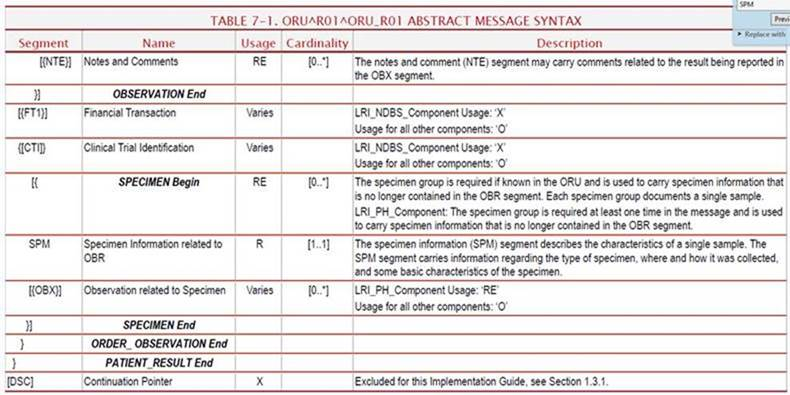 SPM
Previ
Replace with
TABLE 7-1. ORU^R01^ORU_R01 ABSTRACT MESSAGE SYNTAX
Segment Name Usage Cardinality Description
[{NTE}] Notes and Comments RE [0..*] The notes and comment (NTE) segment may carry comments related to the result being reported in
the OBX segment.
}] OBSERVATION End
[{FT1}] Financial Transaction Varies LRI_NDBS_Component Usage: 'X'
Usage for all other components: 'O'
{[CTI]} Clinical Trial Identification Varies LRI_NDBS_Component Usage: 'X'
Usage for all other components: 'O'
[{ SPECIMEN Begin RE [0..*] The specimen group is required if known in the ORU and is used to carry specimen information that
is no longer contained in the OBR segment. Each specimen group documents a single sample.
LRI_PH_Component: The specimen group is required at least one time in the message and is used
to carry specimen information that is no longer contained in the OBR segment.
SPM Specimen Information related to R [1..1] The specimen information (SPM) segment describes the characteristics of a single sample. The
OBR SPM segment carries information regarding the type of specimen, where and how it was collected,
and some basic characteristics of the specimen.
[{OBX}] Observation related to Specimen Varies [0..*] LRI_PH_Component Usage: 'RE'
Usage for all other components: 'O'
}] SPECIMEN End
} ORDER_ OBSERVATION End
} PATIENT_RESULT End
[DSC] Continuation Pointer X Excluded for this Implementation Guide, see Section 1.3.1.